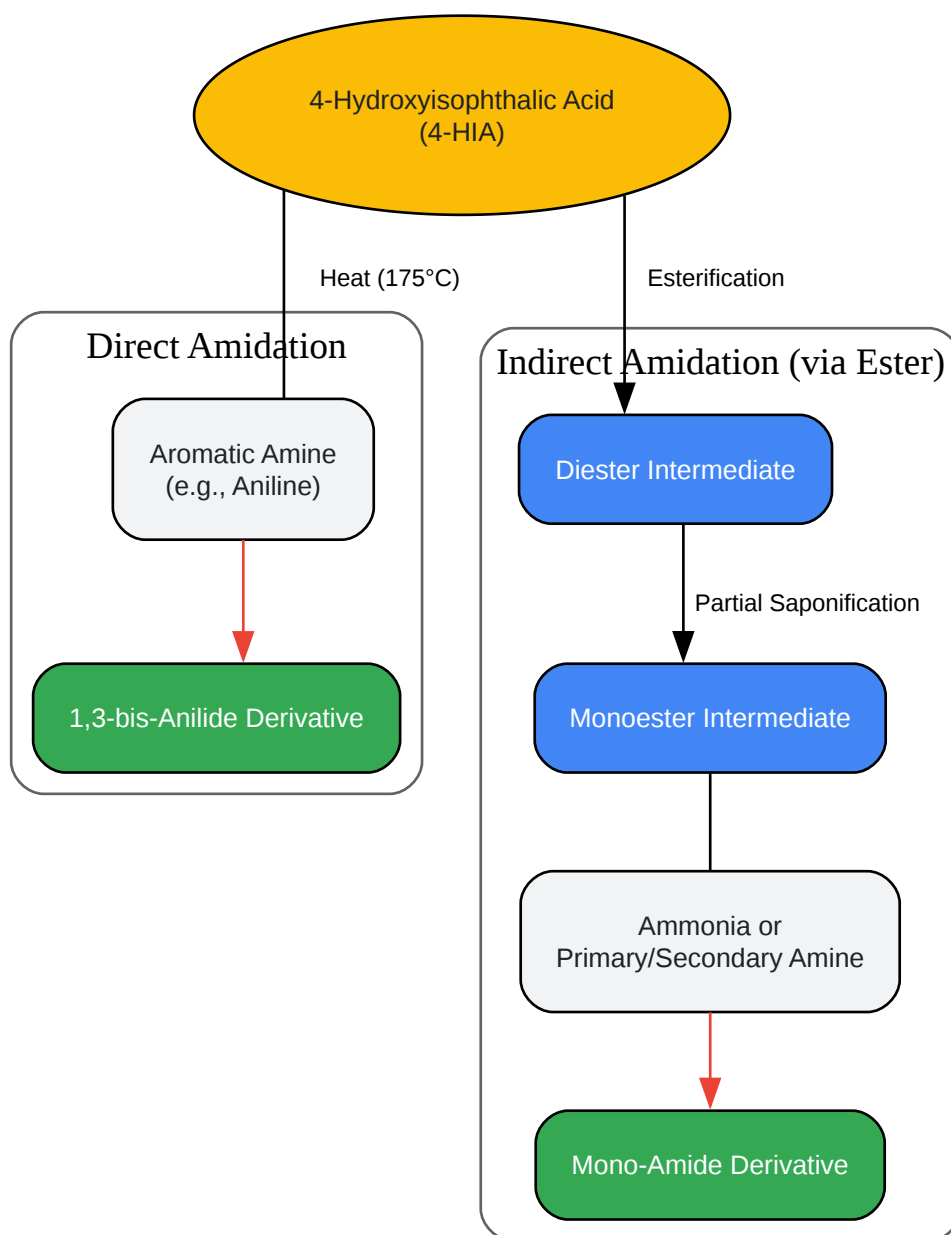 4-Hydroxyisophthalic Acid
(4-HIA)
Heat (175°C)
Esterification
Direct Amidation
Indirect Amidation (via Ester)
Aromatic Amine
(e.g., Aniline)
Diester Intermediate
Partial Saponification
1,3-bis-Anilide Derivative
Monoester Intermediate
Ammonia or
Primary/Secondary Amine
Mono-Amide Derivative